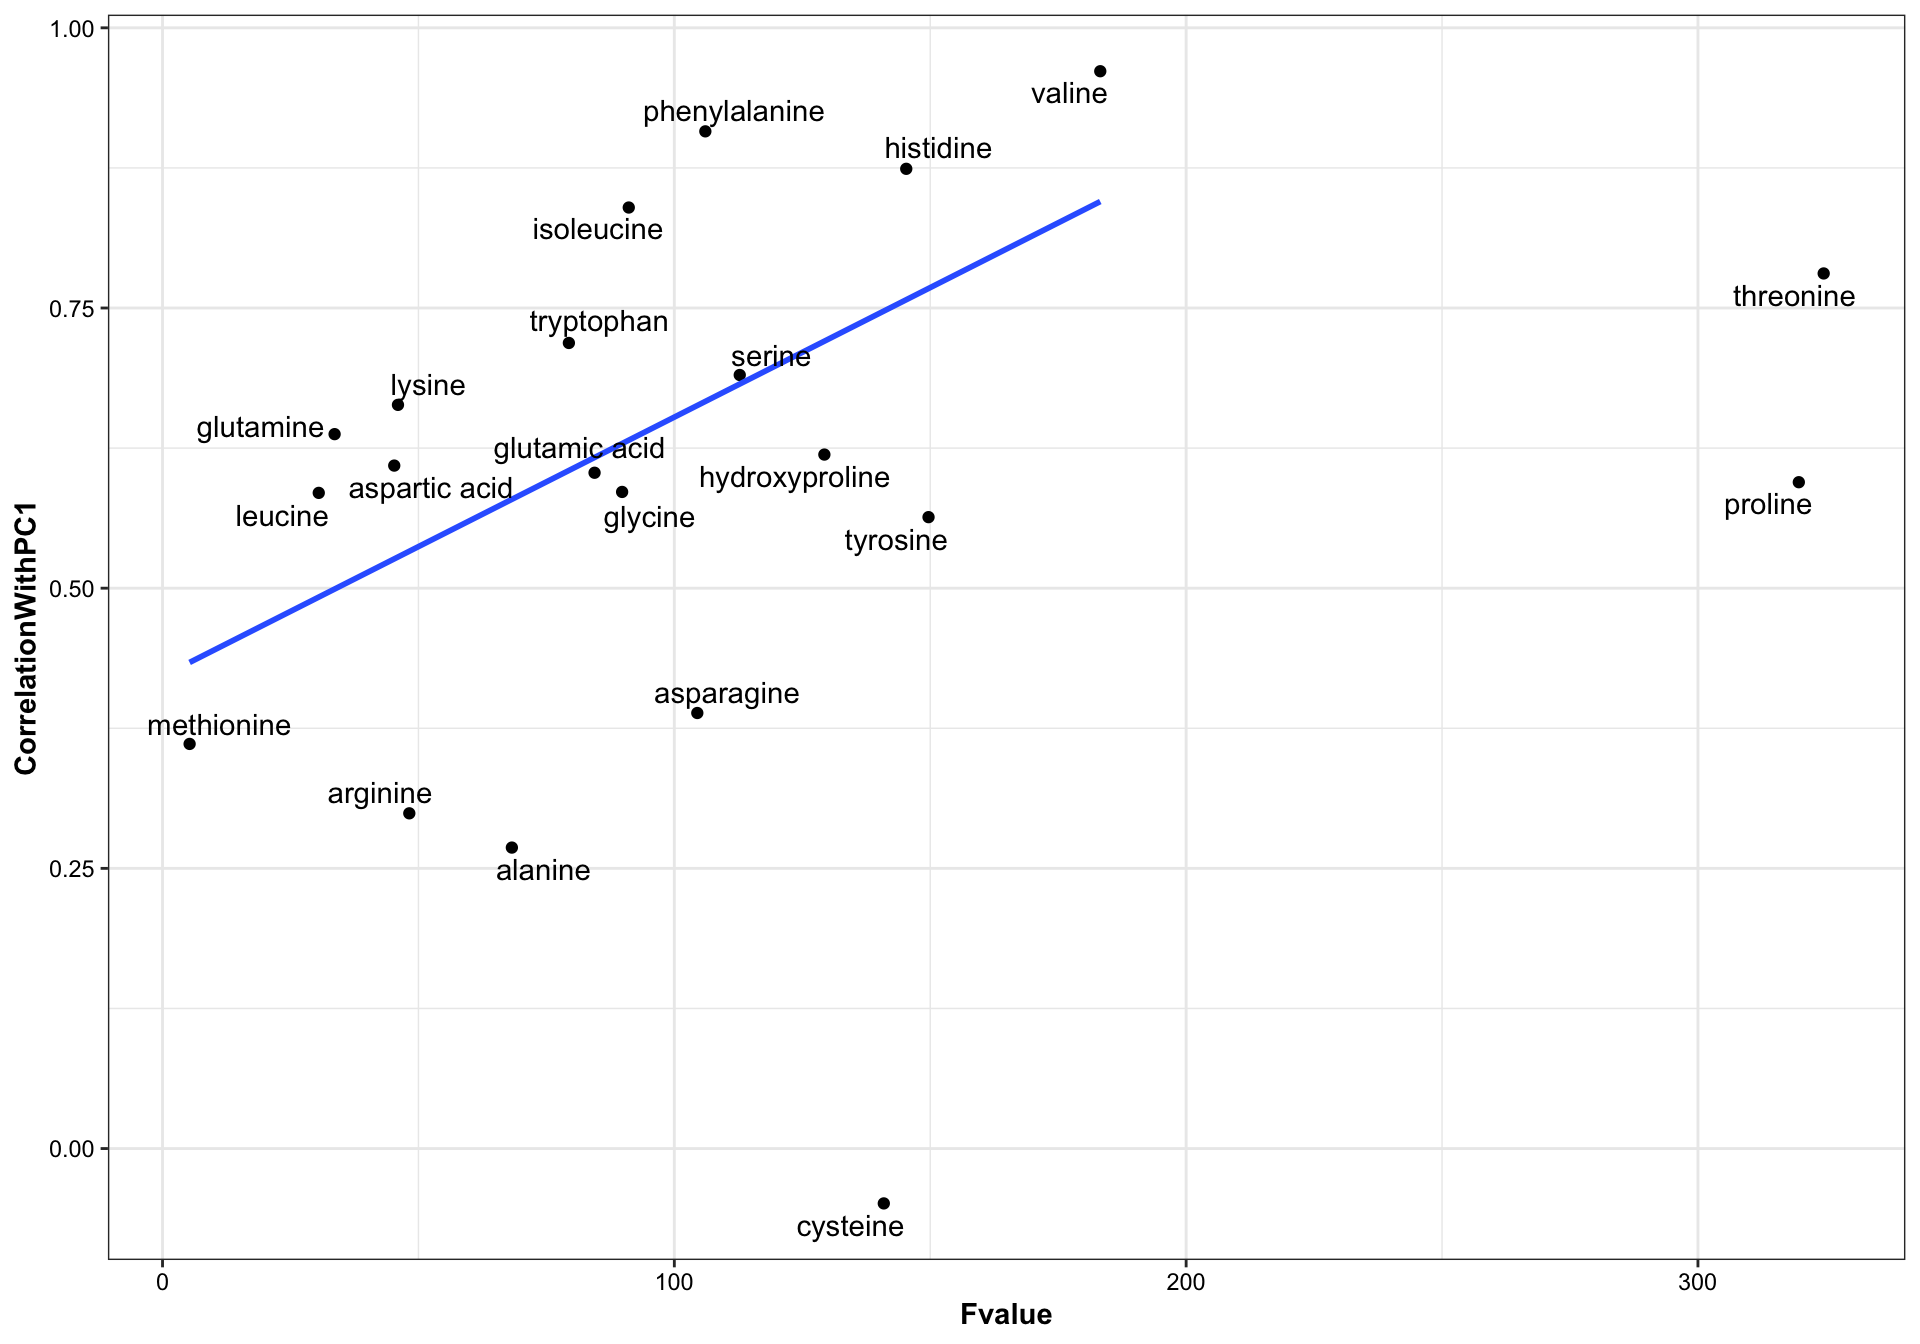 1.00
valine
phenylalanine
histidine
isoleucine
0.75
threonine
tryptophan
serine
lysine
glutamine
glutamic acid
hydroxyproline
aspartic acid
proline
leucine
glycine
tyrosine
0.50
CorrelationWithPC1
asparagine
methionine
arginine
0.25
alanine
0.00
cysteine
0
100
200
300
Fvalue